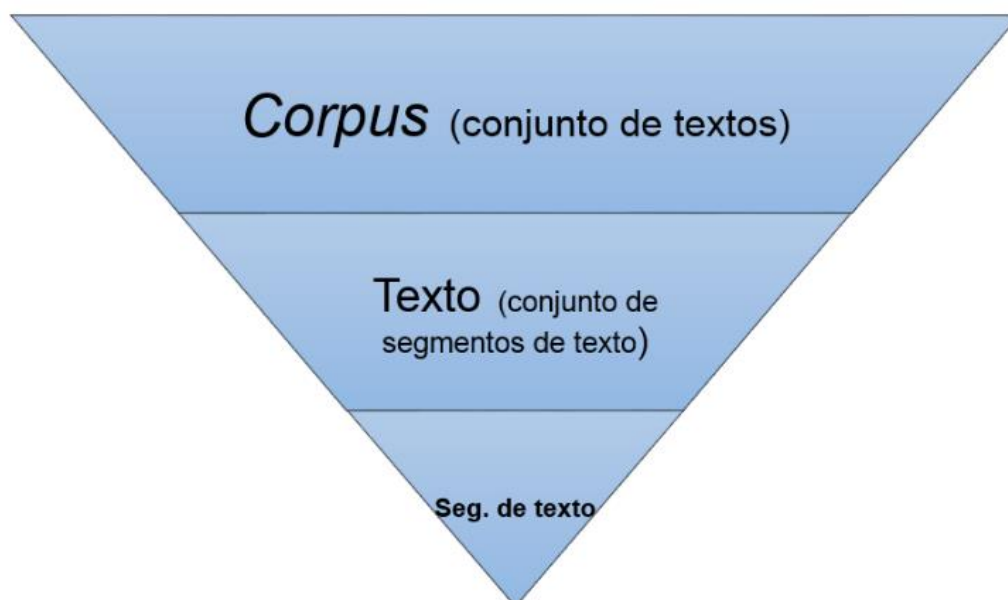 Corpus (conjunto de textos)
Texto (conjunto de
segmentos de texto)
Seg. de texto